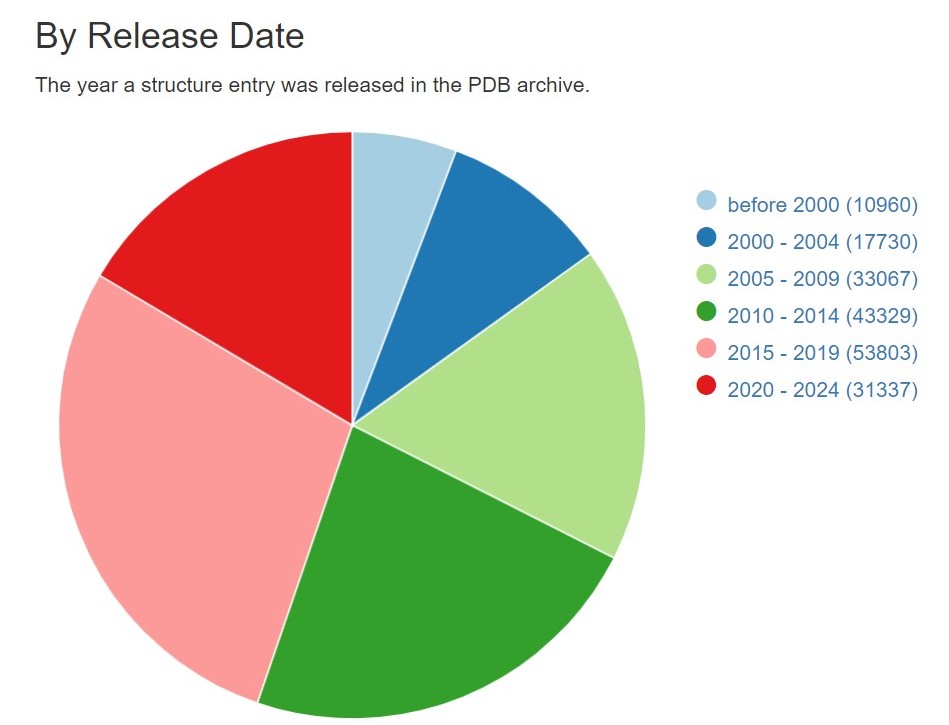 By Release Date
The year a structure entry was released in the PDB archive.
before 2000 (10960)
2000 - 2004 (17730)
2005 - 2009 (33067)
2010 - 2014 (43329)
2015 - 2019 (53803)
2020 - 2024 (31337)